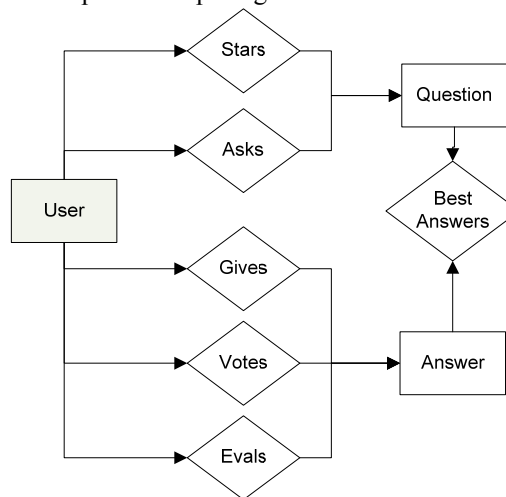 Stars
Question
Asks
User
Best
Answers
Gives
Votes
Answer
Evals